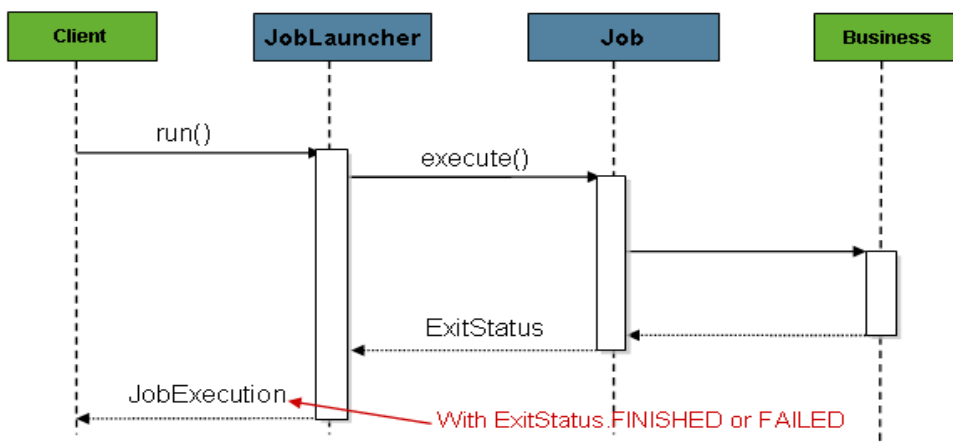 Client
JobLauncher
Job
Business
run()
execute()
ExitStatus
JobExecution
With ExitStatus.FINISHED or FAILED